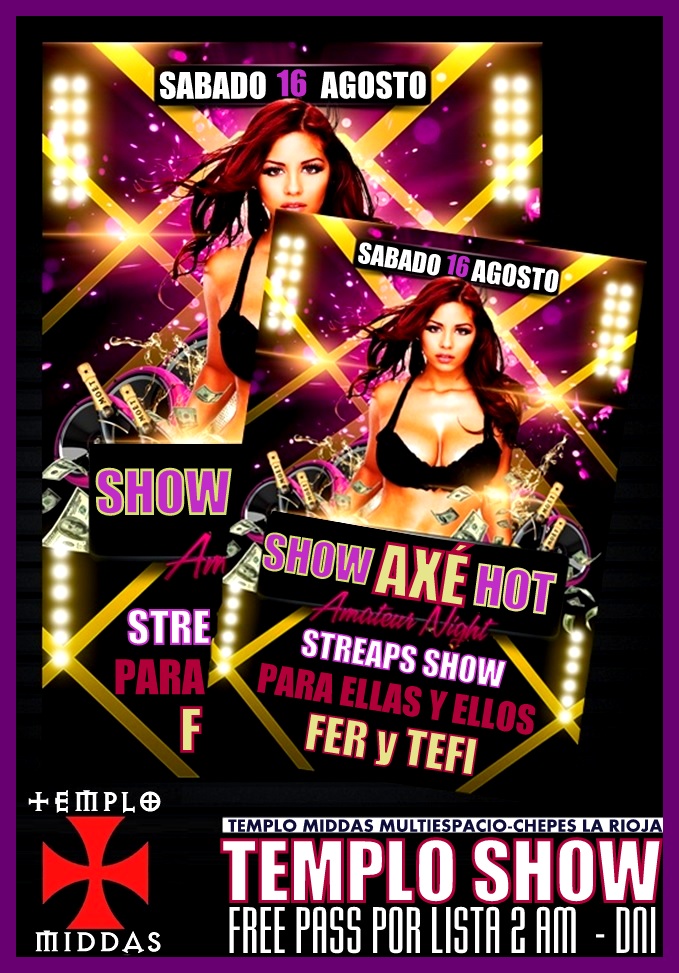 SABADO 16 AGOSTO
SHOW
Am
STRE
PARA
F
SABADO 16 AGOSTO
SHOW AXÉ HOT
Amateur Night
STREAPS SHOW
PARA ELLAS Y ELLOS
FER y TEFI
TEMPLO
MIDDAS
TEMPLO MIDDAS MULTIESPACIO-CHEPES LA RIOJA
TEMPLO SHOW
FREE PASS POR LISTA 2 AM - DNI